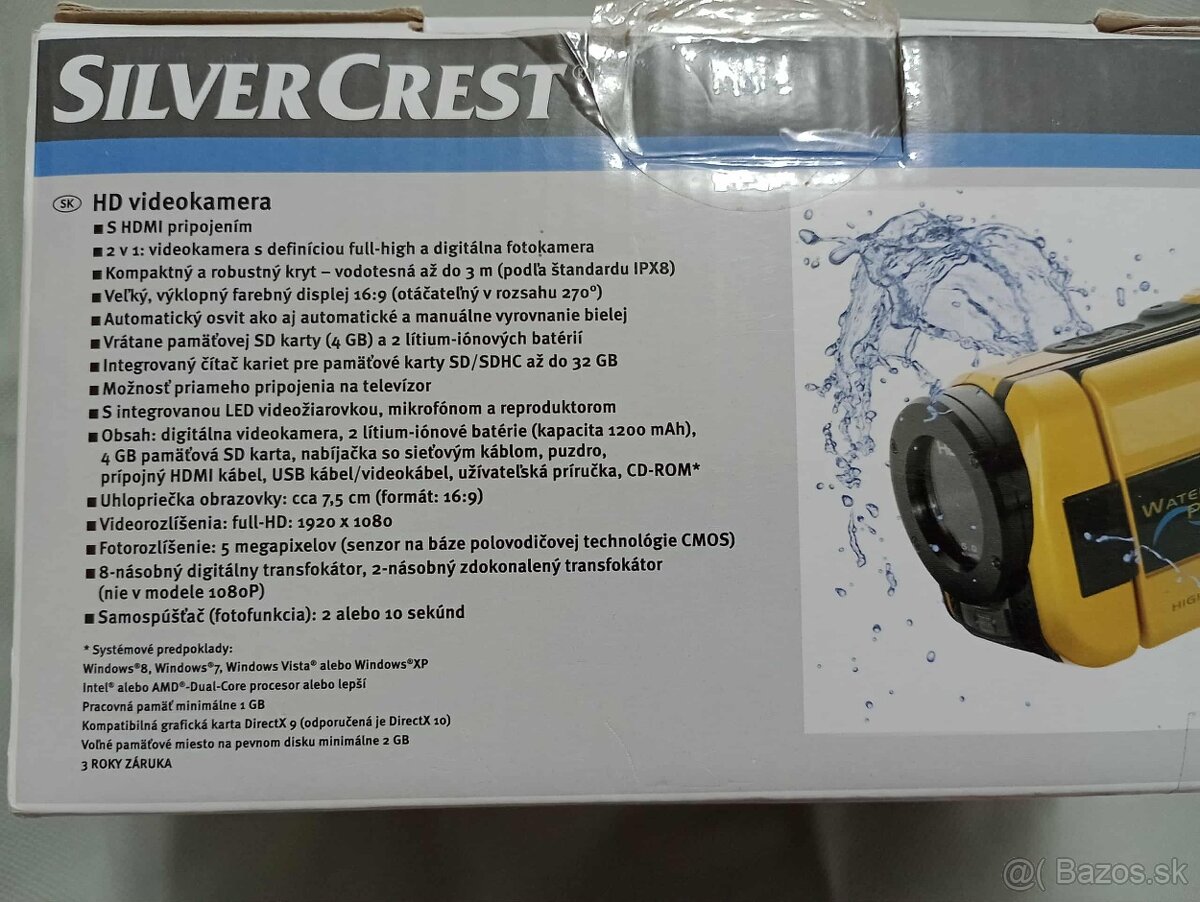 SILVERCREST®
SK HD videokamera
■ S HDMI pripojením
■ 2 v 1: videokamera s definíciou full-high a digitálna fotokamera
■ Kompaktný a robustný kryt – vodotesná až do 3 m (podľa štandardu IPX8)
■ Veľký, výklopný farebný displej 16:9 (otáčateľný v rozsahu 270°)
■ Automatický osvit ako aj automatické a manuálne vyrovnanie bielej
■ Vrátane pamäťovej SD karty (4 GB) a 2 lítium-iónových batérií
■ Integrovaný čítač kariet pre pamäťové karty SD/SDHC až do 32 GB
■ Možnosť priameho pripojenia na televízor
■ S integrovanou LED videožiarovkou, mikrofónom a reproduktorom
■ Obsah: digitálna videokamera, 2 lítium-iónové batérie (kapacita 1200 mAh),
4 GB pamäťová SD karta, nabíjačka so sieťovým káblom, puzdro,
prípojný HDMI kábel, USB kábel/videokábel, užívateľská príručka, CD-ROM*
■ Uhlopriečka obrazovky: cca 7,5 cm (formát: 16:9)
■ Videorozlíšenia: full-HD: 1920 x 1080
■ Fotorozlíšenie: 5 megapixelov (senzor na báze polovodičovej technológie CMOS)
■ 8-násobný digitálny transfokátor, 2-násobný zdokonalený transfokátor
(nie v modele 1080P)
■ Samospúšťač (fotofunkcia): 2 alebo 10 sekúnd
* Systémové predpoklady:
Windows®8, Windows®7, Windows Vista® alebo Windows®XP
Intel® alebo AMD®-Dual-Core procesor alebo lepší
Pracovná pamäť minimálne 1 GB
Kompatibilná grafická karta DirectX 9 (odporučená je DirectX 10)
Voľné pamäťové miesto na pevnom disku minimálne 2 GB
3 ROKY ZÁRUKA
WATE
P
HIGH
@( Bazos.sk